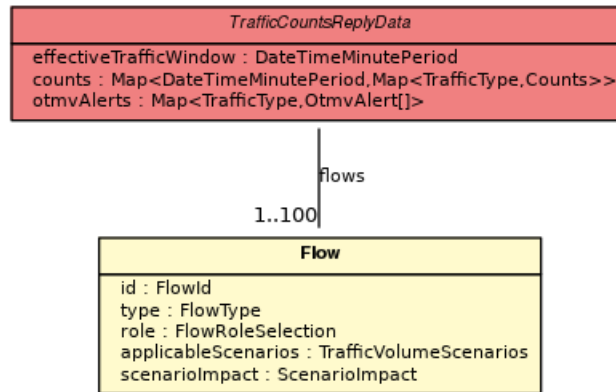 TrafficCountsReplyData
effectiveTrafficWindow : DateTimeMinutePeriod
counts : Map<DateTimeMinutePeriod,Map<TrafficType,Counts>>
otmvAlerts : Map<TrafficType,OtmvAlert[]>
flows
1..100
Flow
id : FlowId
type : FlowType
role : FlowRoleSelection
applicableScenarios : TrafficVolumeScenarios
scenarioImpact : ScenarioImpact